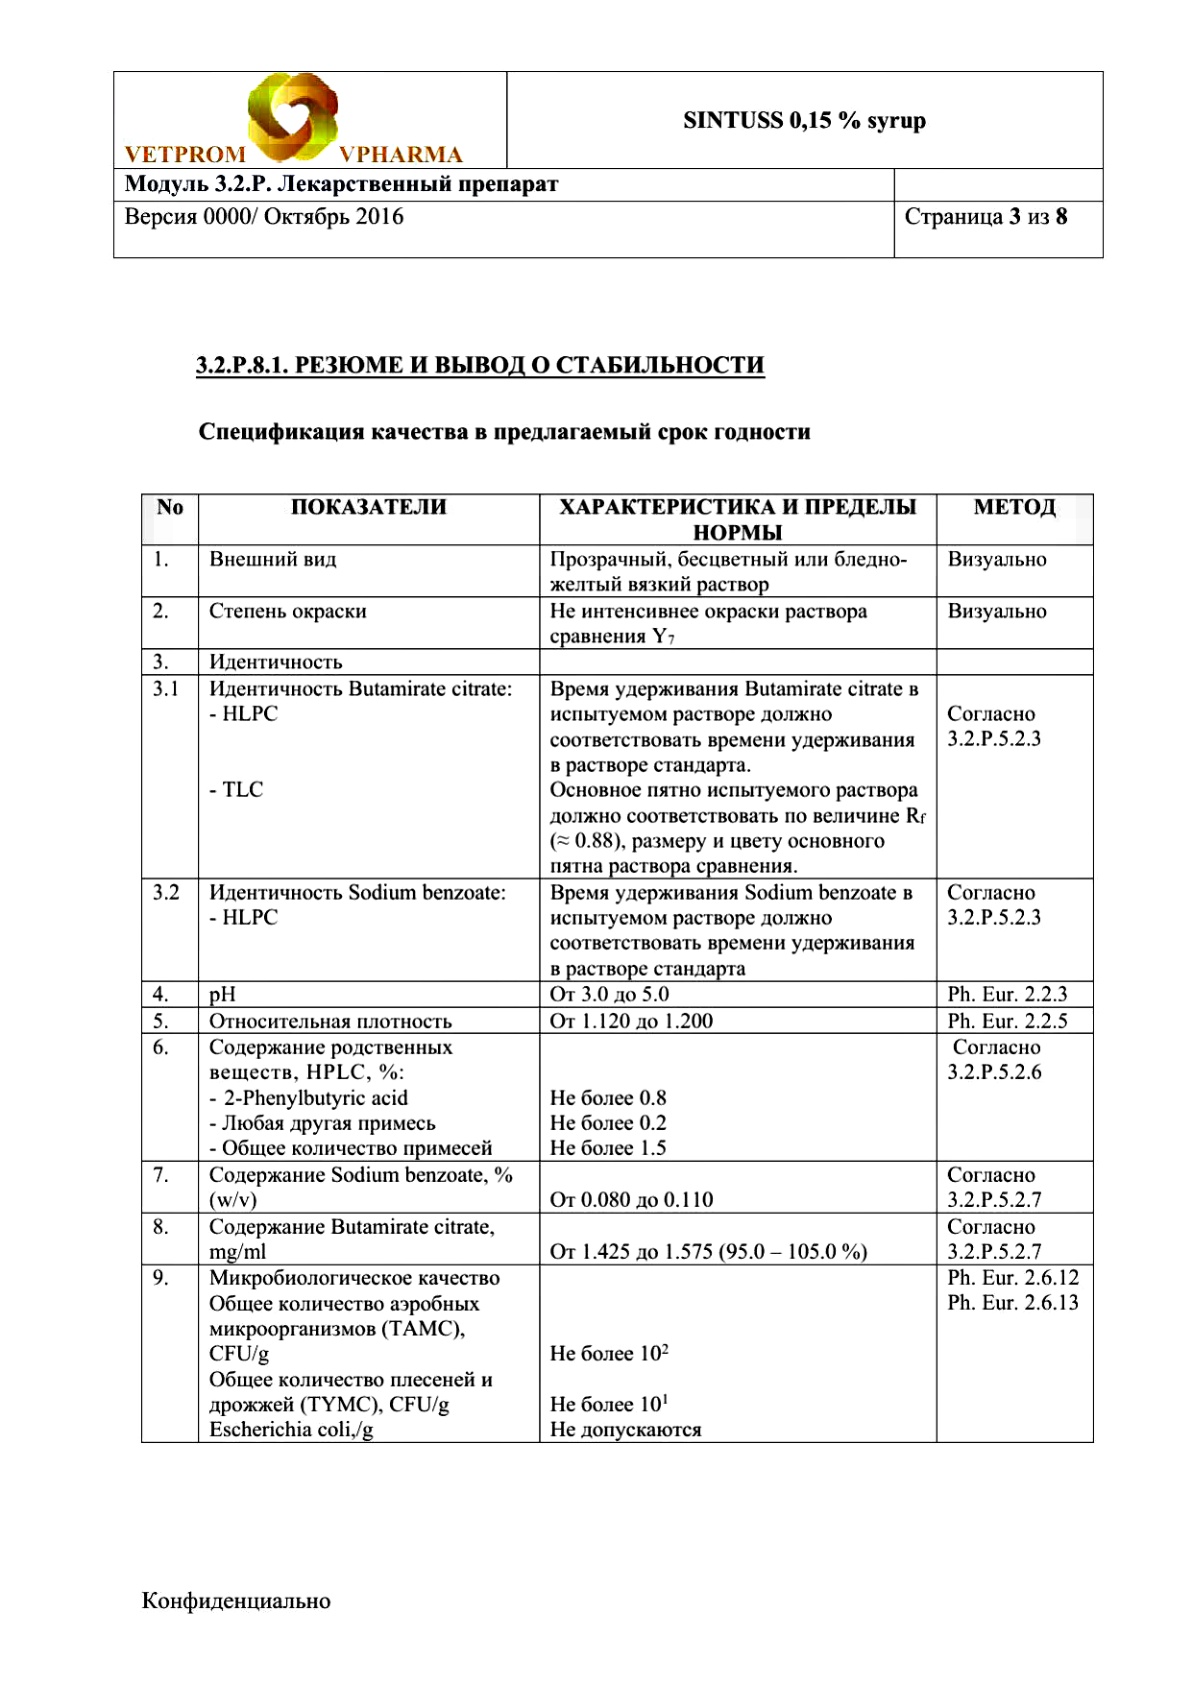 VETPROM VPHARMA
SINTUSS 0,15 % syrup
Модуль 3.2.Р. Лекарственный препарат
Версия 0000/ Октябрь 2016
Страница 3 из 8
3.2.Р.8.1. РЕЗЮМЕ И ВЫВОД О СТАБИЛЬНОСТИ
Спецификация качества в предлагаемый срок годности
No ПОКАЗАТЕЛИ ХАРАКТЕРИСТИКА И ПРЕДЕЛЫ МЕТОД
НОРМЫ
1. Внешний вид Прозрачный, бесцветный или бледно- Визуально
желтый вязкий раствор
2. Степень окраски Не интенсивнее окраски раствора Визуально
сравнения Y7
3. Идентичность
3.1 Идентичность Butamirate citrate: Время удерживания Butamirate citrate в
- HLPC испытуемом растворе должно Согласно
соответствовать времени удерживания 3.2.Р.5.2.3
в растворе стандарта.
- TLC Основное пятно испытуемого раствора
должно соответствовать по величине Rf
(≈ 0.88), размеру и цвету основного
пятна раствора сравнения.
3.2 Идентичность Sodium benzoate: Время удерживания Sodium benzoate в Согласно
- HLPC испытуемом растворе должно 3.2.Р.5.2.3
соответствовать времени удерживания
в растворе стандарта
4. pH От 3.0 до 5.0 Ph. Eur. 2.2.3
5. Относительная плотность От 1.120 до 1.200 Ph. Eur. 2.2.5
6. Содержание родственных Согласно
веществ, HPLC, %: 3.2.Р.5.2.6
- 2-Phenylbutyric acid Не более 0.8
- Любая другая примесь Не более 0.2
- Общее количество примесей Не более 1.5
7. Содержание Sodium benzoate, % Согласно
(w/v) От 0.080 до 0.110 3.2.Р.5.2.7
8. Содержание Butamirate citrate, Согласно
mg/ml От 1.425 до 1.575 (95.0 – 105.0 %) 3.2.Р.5.2.7
9. Микробиологическое качество Ph. Eur. 2.6.12
Общее количество аэробных Ph. Eur. 2.6.13
микроорганизмов (TAMC),
CFU/g Не более 10²
Общее количество плесеней и
дрожжей (TYMC), CFU/g Не более 10¹
Escherichia coli,/g Не допускаются
Конфиденциально